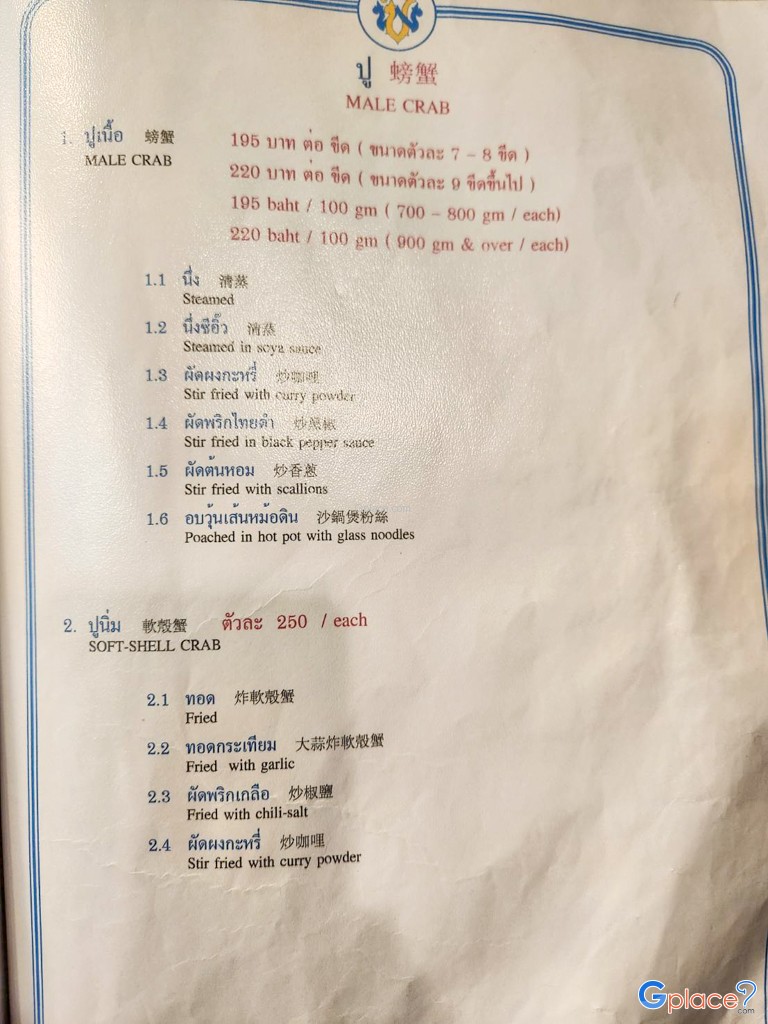 ปู 螃蟹
MALE CRAB
1. ปูเนื้อ 螃蟹
MALE CRAB
195 บาท ต่อ ขีด ( ขนาดตัวละ 7 – 8 ขีด )
220 บาท ต่อ ขีด ( ขนาดตัวละ 9 ขีดขึ้นไป )
195 baht / 100 gm ( 700 – 800 gm / each)
220 baht / 100 gm ( 900 gm & over / each)
1.1 นึ่ง 清蒸
Steamed
1.2 นึ่งซีอิ๊ว 清蒸
Steamed in soya sauce
1.3 ผัดผงกะหรี่ 炒咖哩
Stir fried with curry powder
1.4 ผัดพริกไทยดำ
Stir fried in black pepper sauce
1.5 ผัดต้นหอม 炒香蔥
Stir fried with scallions
1.6 อบวุ้นเส้นหม้อดิน 沙鍋煲粉絲
Poached in hot pot with glass noodles
2. ปูนิ่ม 軟殼蟹 ตัวละ 250 / each
SOFT-SHELL CRAB
2.1 ทอด 炸軟殼蟹
Fried
2.2 ทอดกระเทียม 大蒜炸軟殼蟹
Fried with garlic
2.3 ผัดพริกเกลือ 炒椒鹽
Fried with chili-salt
2.4 ผัดผงกะหรี่ 炒咖哩
Stir fried with curry powder
Gplace?.com